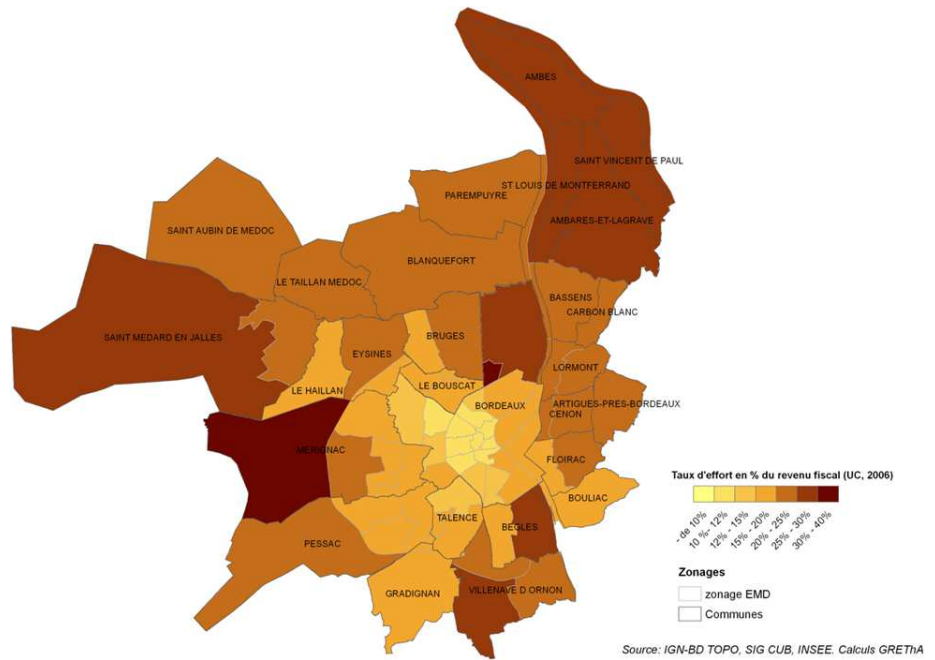 AMBES
SAINT VINCENT DE PAUL
ST LOUIS DE MONTFERRAND
PAREMPUYRE
AMBARES-ET-LAGRAVE
SAINT AUBIN DE MEDOC
BLANQUEFORT
LE TAILLAN MEDOC
BASSENS
CARBON BLANC
SAINT MEDARD EN JALLES
BRUGES
EYSINES
LORMONT
LE HAILLAN
LE BOUSCAT
BORDEAUX
ARTIGUES-PRES-BORDEAUX
CENON
MERIGNAC
FLOIRAC
BOULIAC
TALENCE
BEGLES
PESSAC
GRADIGNAN
VILLENAVE D ORNON
Taux d'effort en % du revenu fiscal (UC, 2006)
- de 10%
10 %- 12%
12% - 15%
15% - 20%
20% - 25%
25% - 30%
30% - 40%
Zonages
zonage EMD
Communes
Source: IGN-BD TOPO, SIG CUB, INSEE. Calculs GREThA